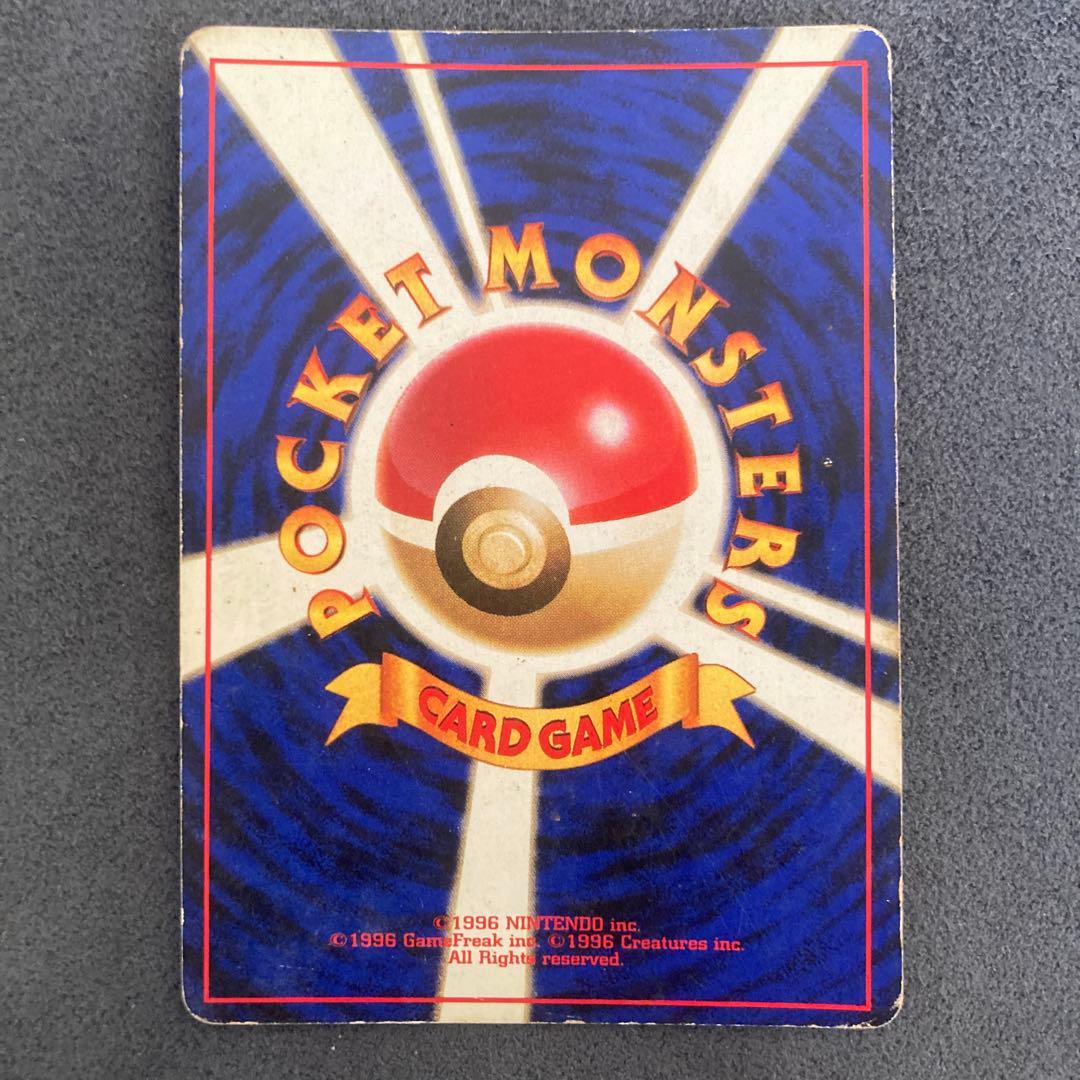 POCKET MONSTERS
CARD GAME
©1996 NINTENDO inc.
©1996 GameFreak inc. ©1996 Creatures inc.
All Rights reserved.